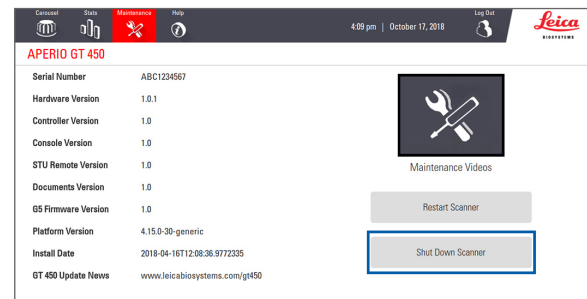 Carousel Stats Maintenance Help Log Out
4:09 pm | October 17, 2018
Leica
BIOSYSTEMS
APERIO GT 450
Serial Number ABC1234567
Hardware Version 1.0.1
Controller Version 1.0
Console Version 1.0
STU Remote Version 1.0
Maintenance Videos
Documents Version 1.0
G5 Firmware Version 1.0
Restart Scanner
Platform Version 4.15.0-30-generic
Install Date 2018-04-16T12:08:36.9772335
Shut Down Scanner
GT 450 Update News www.leicabiosystems.com/gt450